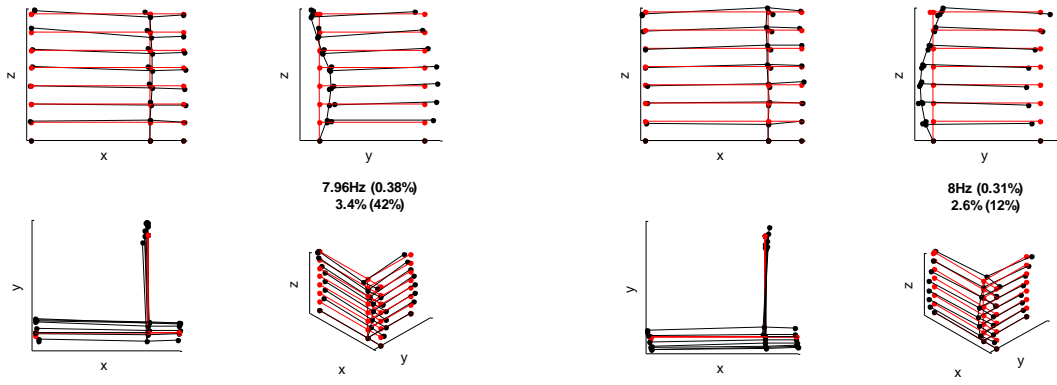 z
x
z
y
z
x
z
y
7.96Hz (0.38%)
3.4% (42%)
8Hz (0.31%)
2.6% (12%)
y
x
z
x
y
y
x
z
x
y